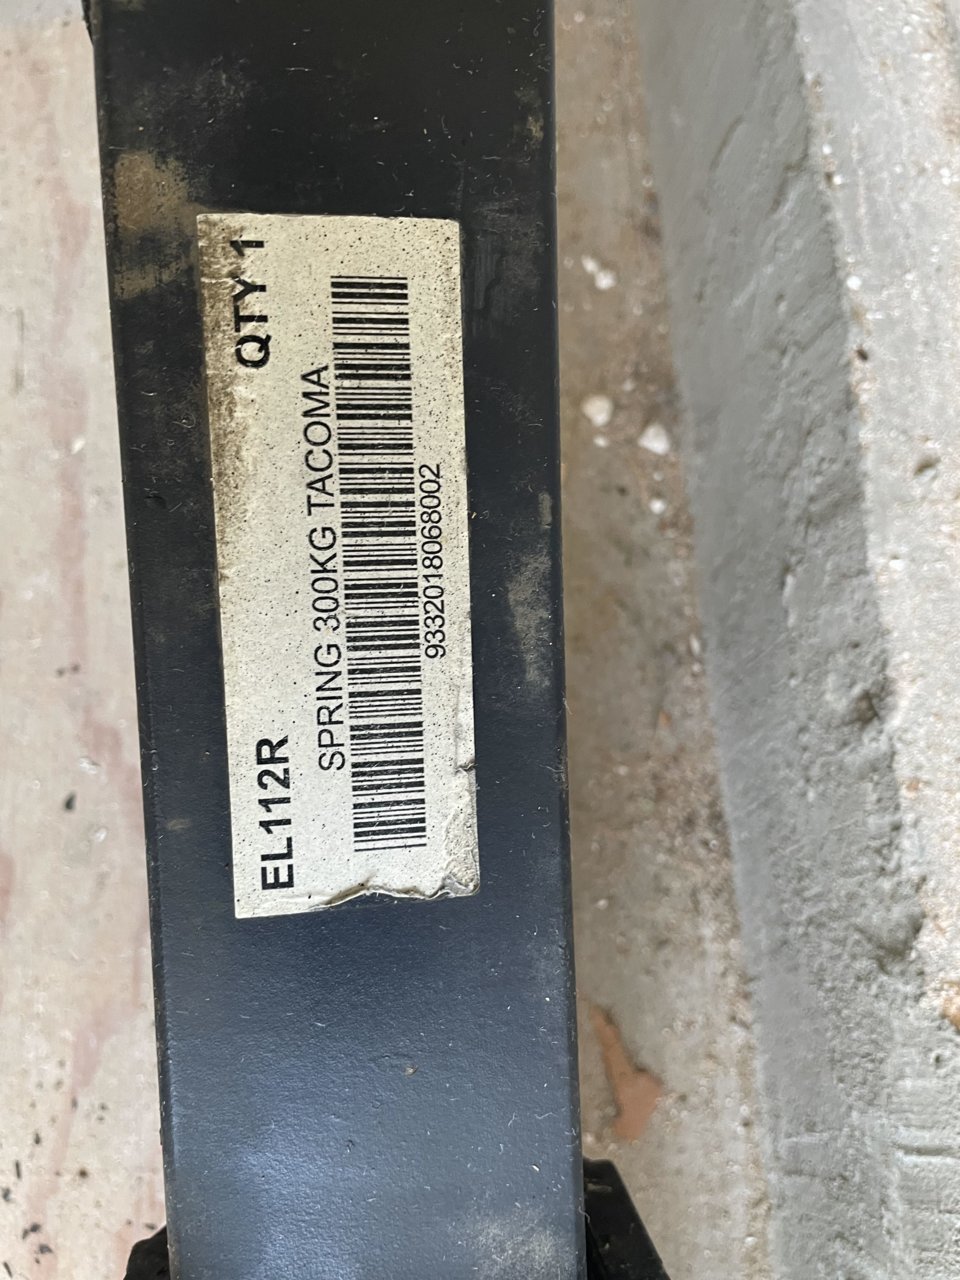 EL112R QTY 1
SPRING 300KG TACOMA
9332018068002